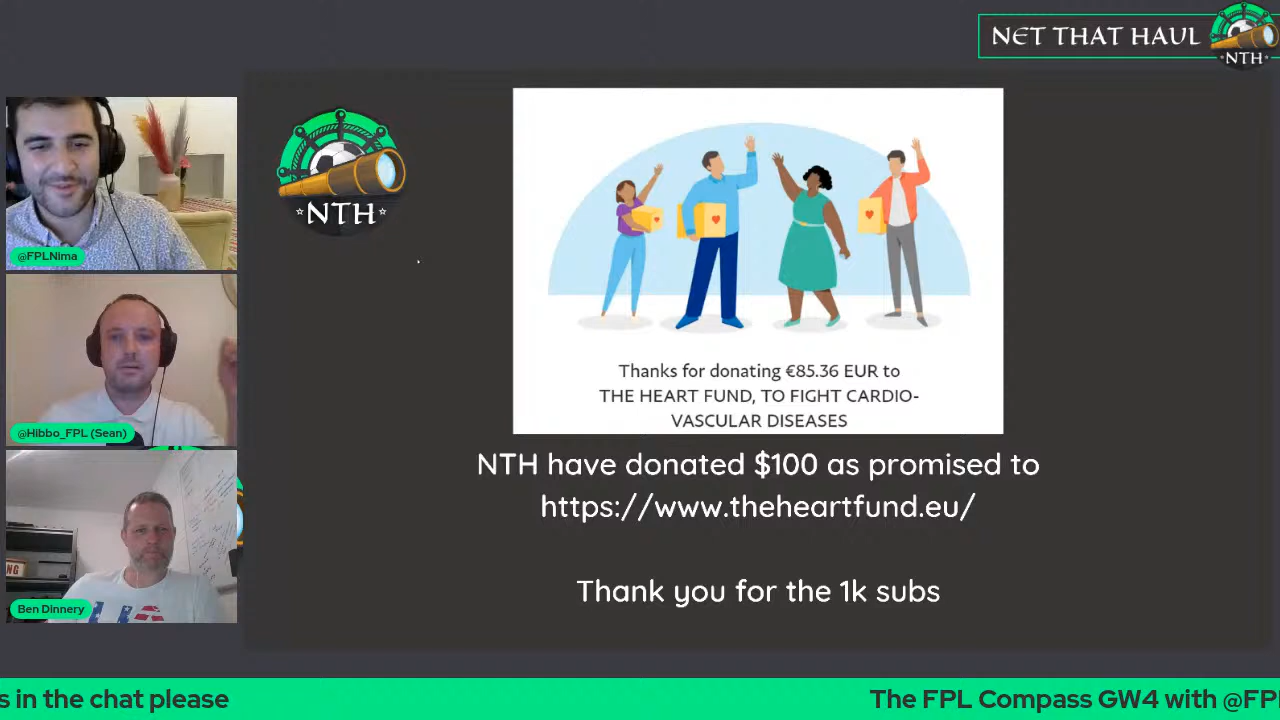 NET THAT HAUL
NTH
@FPLNima
@Hibbo_FPL (Sean)
NG
Ben Dinnery
NTH
Thanks for donating €85.36 EUR to
THE HEART FUND, TO FIGHT CARDIO-
VASCULAR DISEASES
NTH have donated $100 as promised to
https://www.theheartfund.eu/
Thank you for the 1k subs
s in the chat please
The FPL Compass GW4 with @FPL